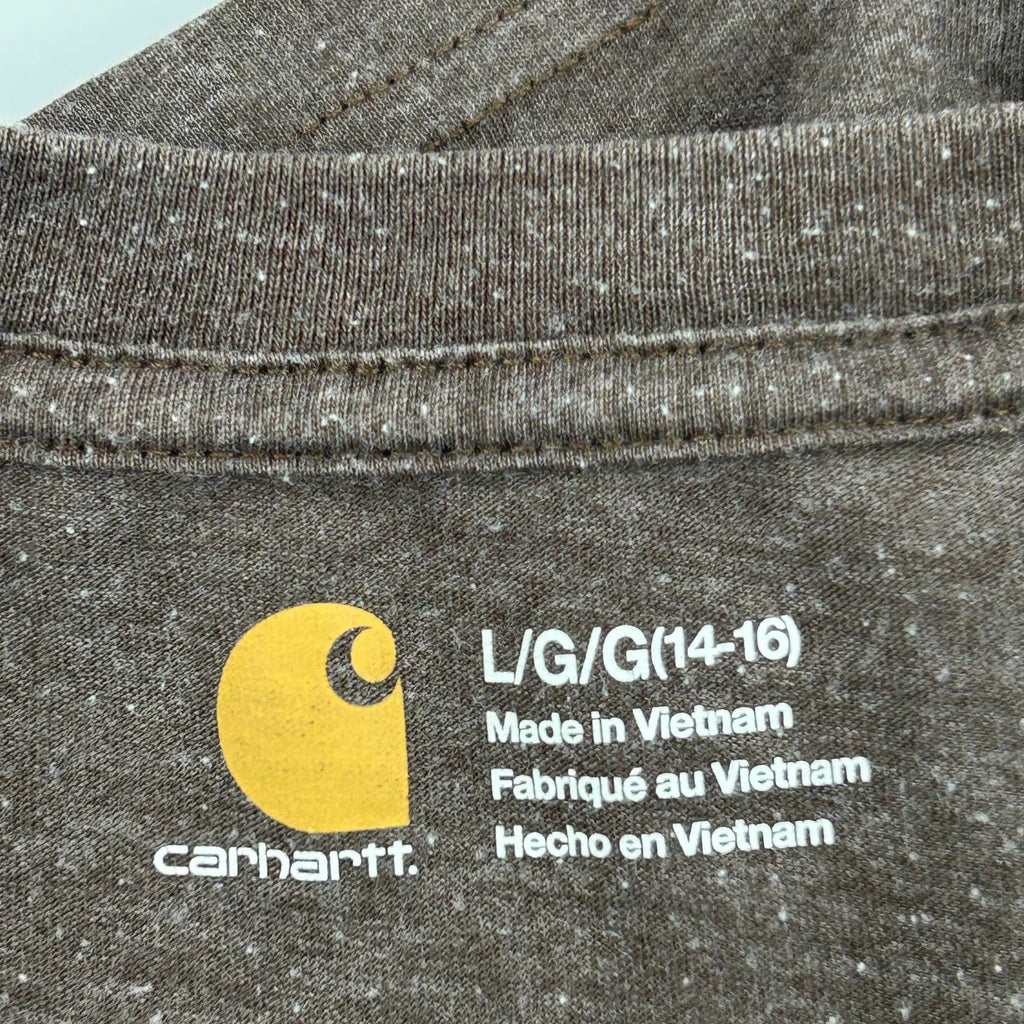 L/G/G(14-16)
Made in Vietnam
Fabriqué au Vietnam
Hecho en Vietnam
carhartt.